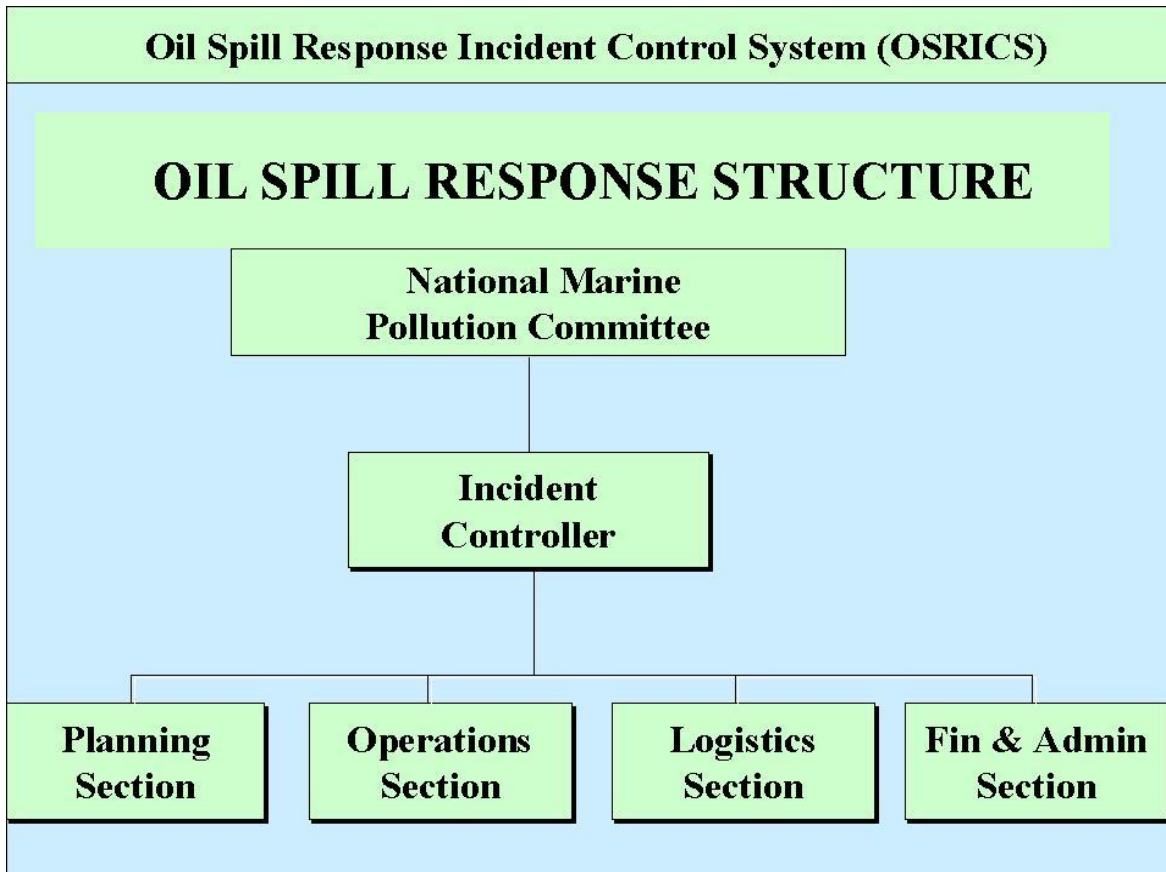 Oil Spill Response Incident Control System (OSRICS)
OIL SPILL RESPONSE STRUCTURE
National Marine
Pollution Committee
Incident
Controller
Planning
Section
Operations
Section
Logistics
Section
Fin & Admin
Section